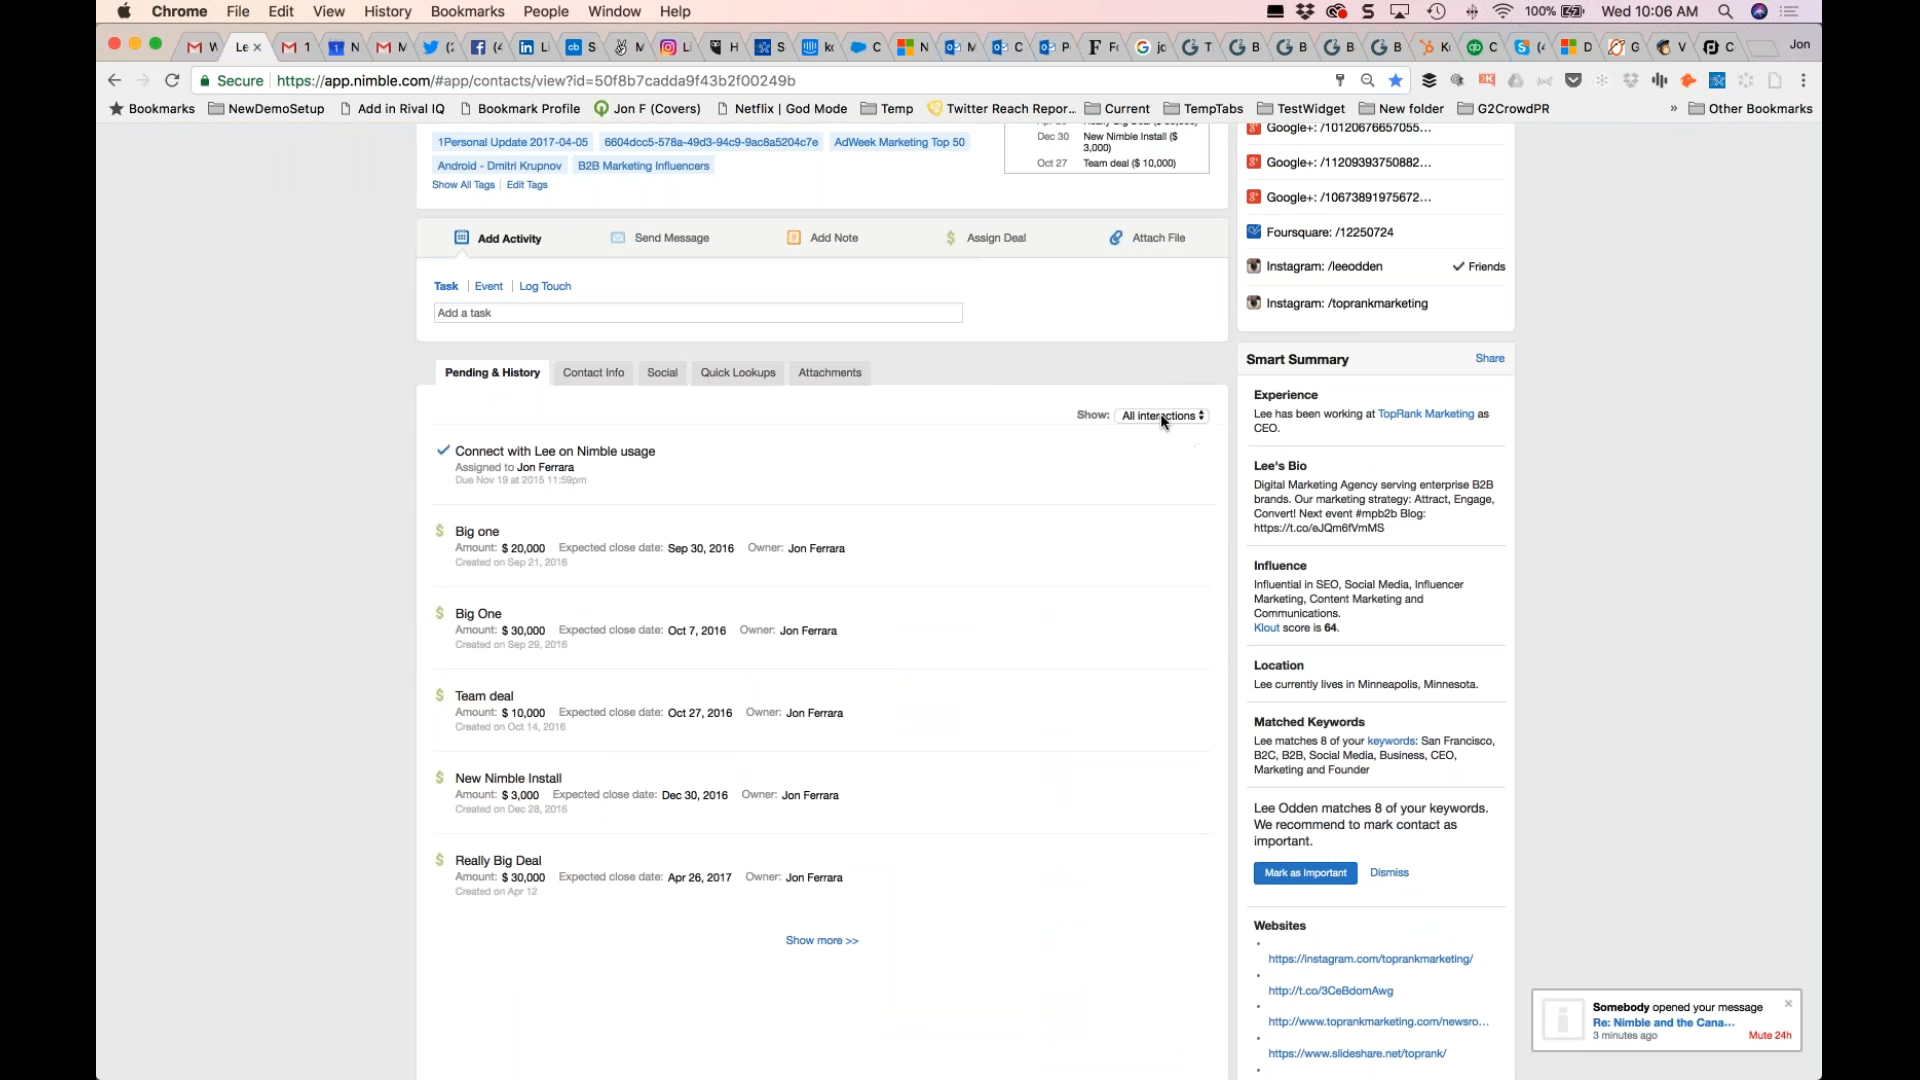 Chrome File Edit View History Bookmarks People Window Help 100% Wed 10:06 AM
W Le 1 N M (: (4 Li S M Li H S k( C N M C P F( jc T B B B B Ki C (4 D G V C Jon
Secure https://app.nimble.com/#app/contacts/view?id=50f8b7cadda9f43b2f00249b
Bookmarks NewDemoSetup Add in Rival IQ Bookmark Profile Jon F (Covers) Netflix | God Mode Temp Twitter Reach Repor... Current TempTabs TestWidget New folder G2CrowdPR » Other Bookmarks
1Personal Update 2017-04-05 6604dcc5-578a-49d3-94c9-9ac8a5204c7e AdWeek Marketing Top 50
Android - Dmitri Krupnov B2B Marketing Influencers
Show All Tags | Edit Tags
Dec 30 New Nimble Install ($
3,000)
Oct 27 Team deal ($ 10,000)
Add Activity Send Message Add Note Assign Deal Attach File
Task | Event | Log Touch
Add a task
Pending & History Contact Info Social Quick Lookups Attachments
Show: All interactions
Connect with Lee on Nimble usage
Assigned to Jon Ferrara
Due Nov 19 at 2015 11:59pm
$ Big one
Amount: $ 20,000 Expected close date: Sep 30, 2016 Owner: Jon Ferrara
Created on Sep 21, 2016
$ Big One
Amount: $ 30,000 Expected close date: Oct 7, 2016 Owner: Jon Ferrara
Created on Sep 29, 2016
$ Team deal
Amount: $ 10,000 Expected close date: Oct 27, 2016 Owner: Jon Ferrara
Created on Oct 14, 2016
$ New Nimble Install
Amount: $ 3,000 Expected close date: Dec 30, 2016 Owner: Jon Ferrara
Created on Dec 28, 2016
$ Really Big Deal
Amount: $ 30,000 Expected close date: Apr 26, 2017 Owner: Jon Ferrara
Created on Apr 12
Show more >>
Google+: /10120676657055...
Google+: /11209393750882...
Google+: /10673891975672...
Foursquare: /12250724
Instagram: /leeodden Friends
Instagram: /toprankmarketing
Smart Summary Share
Experience
Lee has been working at TopRank Marketing as
CEO.
Lee's Bio
Digital Marketing Agency serving enterprise B2B
brands. Our marketing strategy: Attract, Engage,
Convert! Next event #mpb2b Blog:
https://t.co/eJQm6fVmMS
Influence
Influential in SEO, Social Media, Influencer
Marketing, Content Marketing and
Communications.
Klout score is 64.
Location
Lee currently lives in Minneapolis, Minnesota.
Matched Keywords
Lee matches 8 of your keywords: San Francisco,
B2C, B2B, Social Media, Business, CEO,
Marketing and Founder
Lee Odden matches 8 of your keywords.
We recommend to mark contact as
important.
Mark as Important Dismiss
Websites
https://instagram.com/toprankmarketing/
http://t.co/3CeBdomAwg
http://www.toprankmarketing.com/newsro...
https://www.slideshare.net/toprank/
Somebody opened your message
Re: Nimble and the Cana...
3 minutes ago Mute 24h